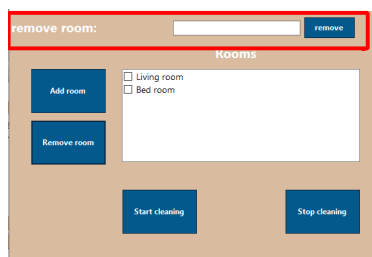 remove room:
remove
Rooms
Add room
Living room
Bed room
Remove room
Start cleaning
Stop cleaning